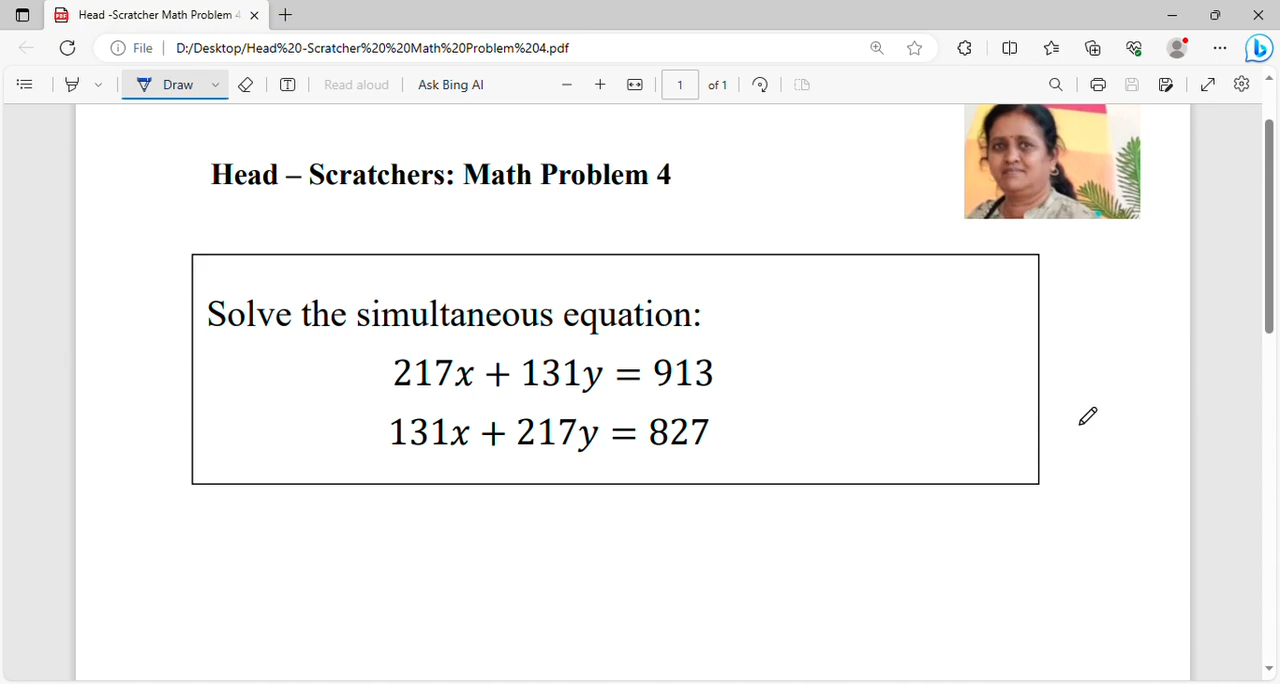 Head -Scratcher Math Problem 4
File
D:/Desktop/Head%20-Scratcher%20%20Math%20Problem%204.pdf
Draw
Read aloud
Ask Bing AI
1
of 1
Head – Scratchers: Math Problem 4
Solve the simultaneous equation:
217x + 131y = 913
131x + 217y = 827